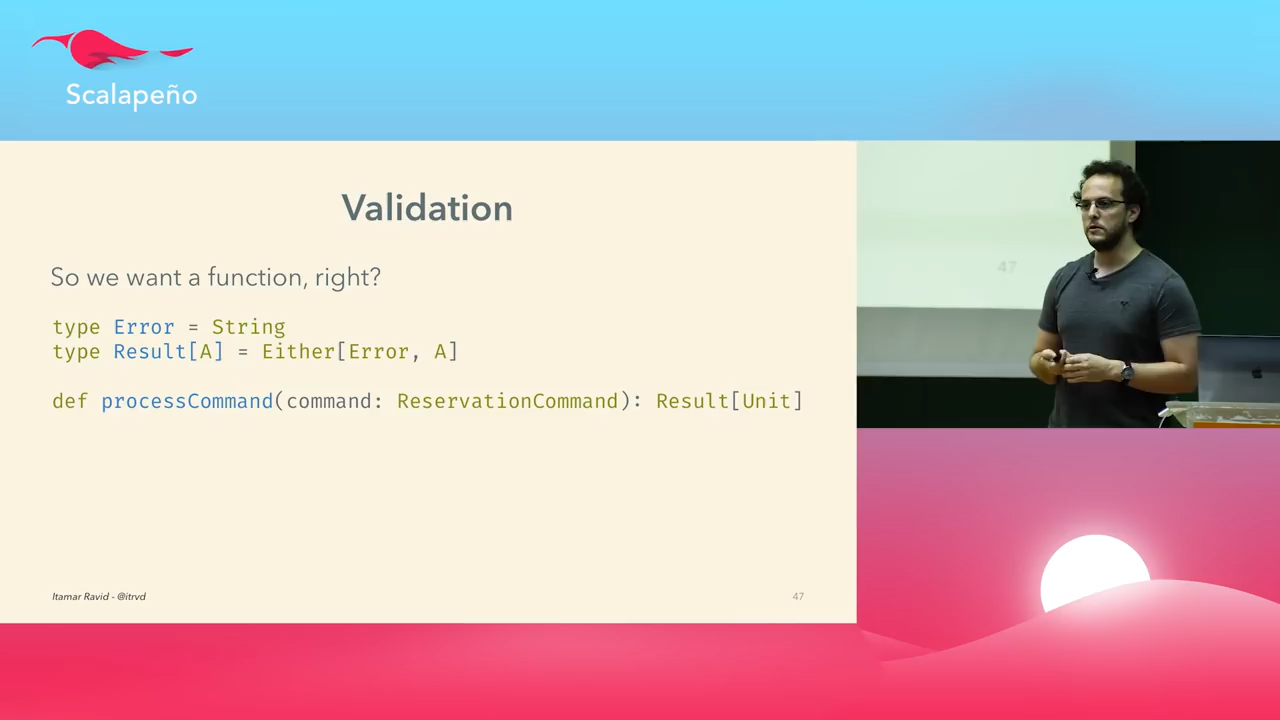 Scalapeño
Validation
So we want a function, right?
type Error = String
type Result[A] = Either[Error, A]
def processCommand(command: ReservationCommand): Result[Unit]
Itamar Ravid - @itrvd
47
47